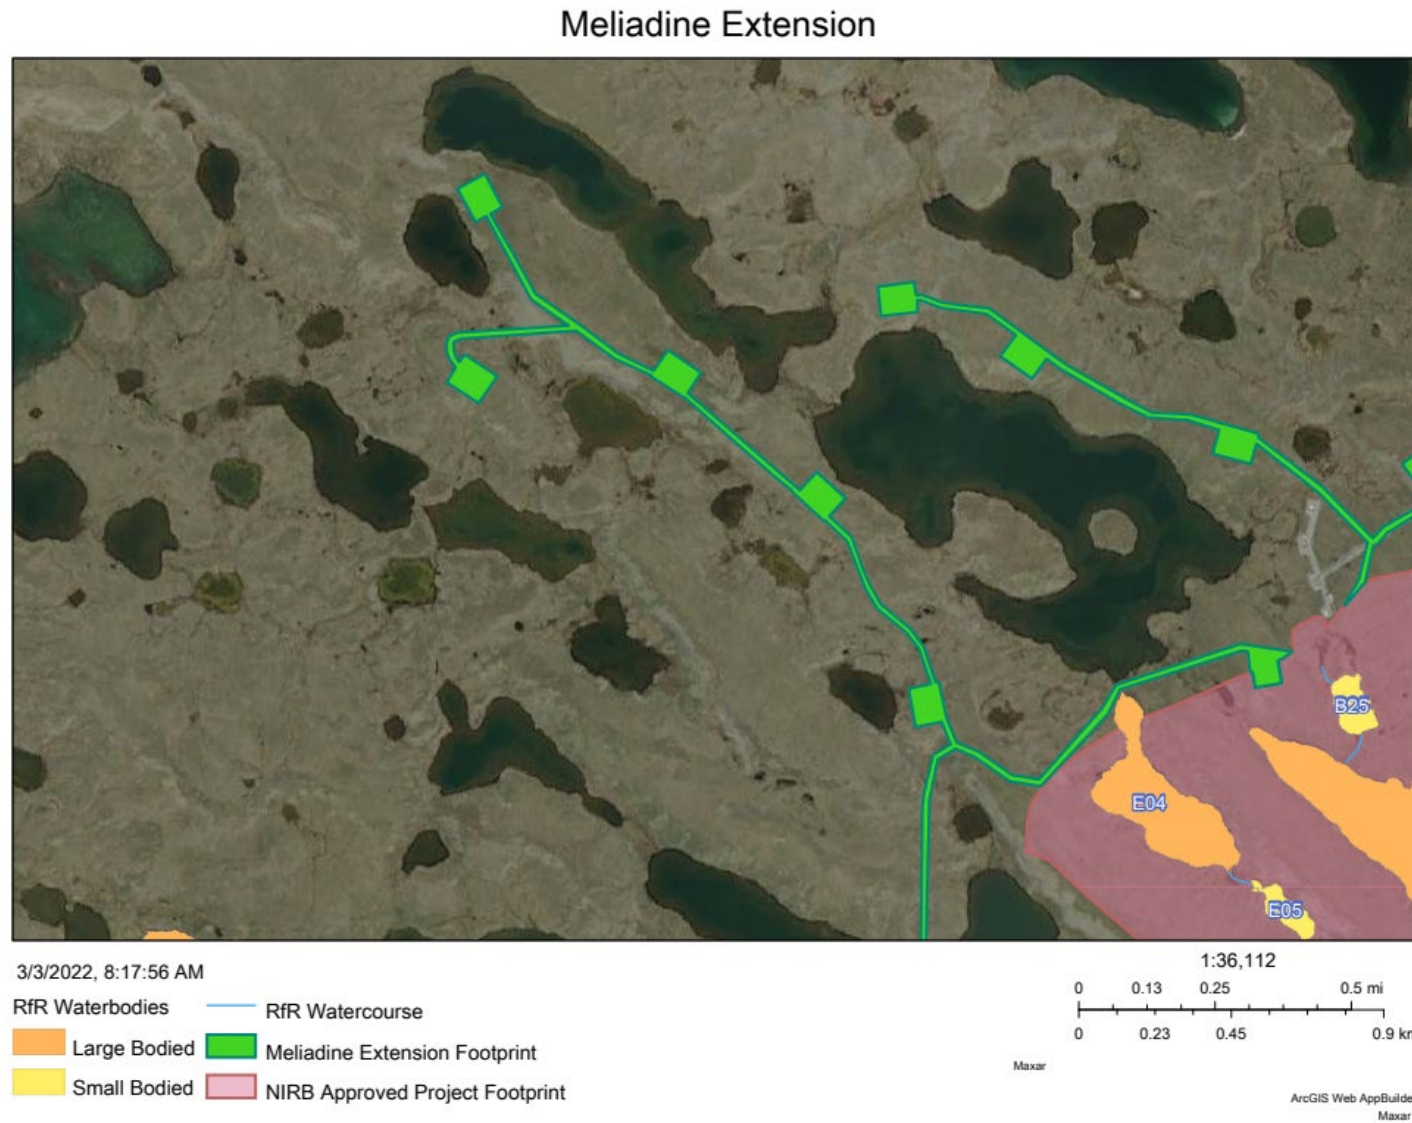 Meliadine Extension
B25
E04
E05
3/3/2022, 8:17:56 AM
1:36,112
0 0.13 0.25 0.5 mi
0 0.23 0.45 0.9 km
RfR Waterbodies
Large Bodied
Small Bodied
RfR Watercourse
Meliadine Extension Footprint
NIRB Approved Project Footprint
Maxar
ArcGIS Web AppBuilde
Maxar